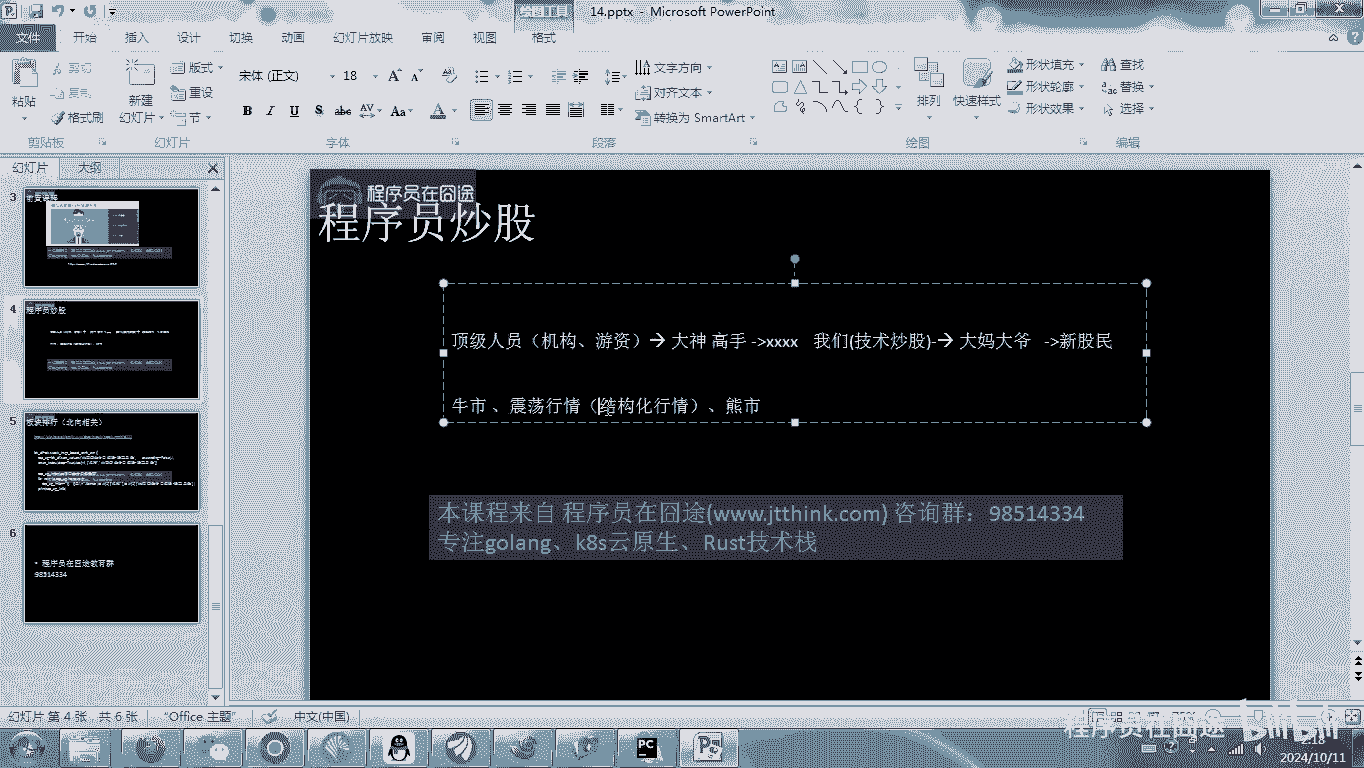 14.pptx - Microsoft PowerPoint
绘图工具
文件 开始 插入 设计 切换 动画 幻灯片放映 审阅 视图 格式
粘贴 剪切 复制 格式刷
新建 幻灯片 版式 重设 节
宋体 (正文) 18
B I U S abc AV Aa A
文字方向 对齐文本 转换为 SmartArt
排列 快速样式 形状填充 形状轮廓 形状效果
查找 替换 选择
剪贴板 幻灯片 字体 段落 绘图 编辑
幻灯片 大纲
3
4
程序员炒股
5
板块排行（北向相关）
6
• 程序员在囧途教育群
98514334
程序员在囧途
程序员炒股
顶级人员（机构、游资）→ 大神 高手 ->xxxx 我们(技术炒股)-→ 大妈大爷 ->新股民
牛市 、震荡行情（结构化行情）、熊市
本课程来自 程序员在囧途(www.jtthink.com) 咨询群：98514334
专注golang、k8s云原生、Rust技术栈
幻灯片 第 4 张，共 6 张 "Office 主题" 中文(中国)
程序员在囧途 bilibili
2:18
2024/10/11